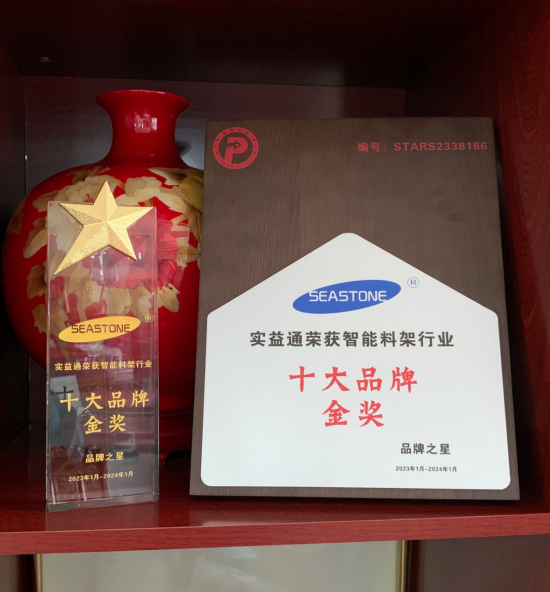 SEASTONE®
实益通荣获智能料架行业
十大品牌
金奖
品牌之星
2023年1月~2024年1月
编号：STARS2338186
SEASTONE®
实益通荣获智能料架行业
十大品牌
金奖
品牌之星
2023年1月~2024年1月